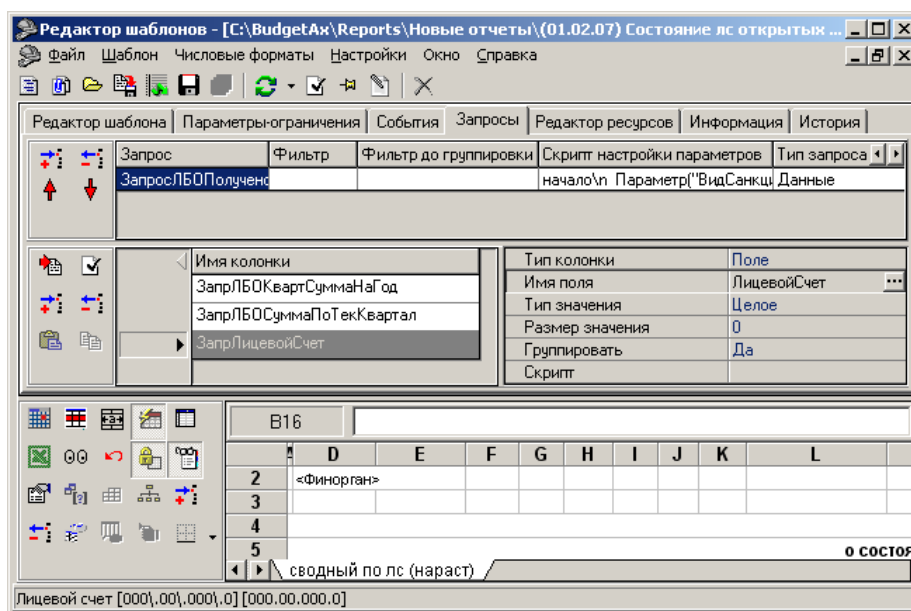 Редактор шаблонов - [C:\BudgetAx\Reports\Новые отчеты\(01.02.07) Состояние лс открытых ...
Файл Шаблон Числовые форматы Настройки Окно Справка
Редактор шаблона Параметры-ограничения События Запросы Редактор ресурсов Информация История
Запрос Фильтр Фильтр до группировки Скрипт настройки параметров Тип запроса
ЗапросЛБОПолучено начало\n Параметр("ВидСанкци Данные
Имя колонки
ЗапрЛБОКвартСуммаНаГод
ЗапрЛБОСуммаПоТекКвартал
ЗапрЛицевойСчет
Тип колонки Поле
Имя поля ЛицевойСчет ...
Тип значения Целое
Размер значения 0
Группировать Да
Скрипт
B16
D E F G H I J K L
2 <Финорган>
3
4
5 о состоя
сводный по лс (нараст)
Лицевой счет [000\.00\.000\.0] [000.00.000.0]